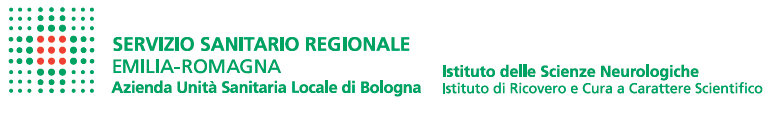 SERVIZIO SANITARIO REGIONALE
EMILIA-ROMAGNA
Azienda Unità Sanitaria Locale di Bologna
Istituto delle Scienze Neurologiche
Istituto di Ricovero e Cura a Carattere Scientifico